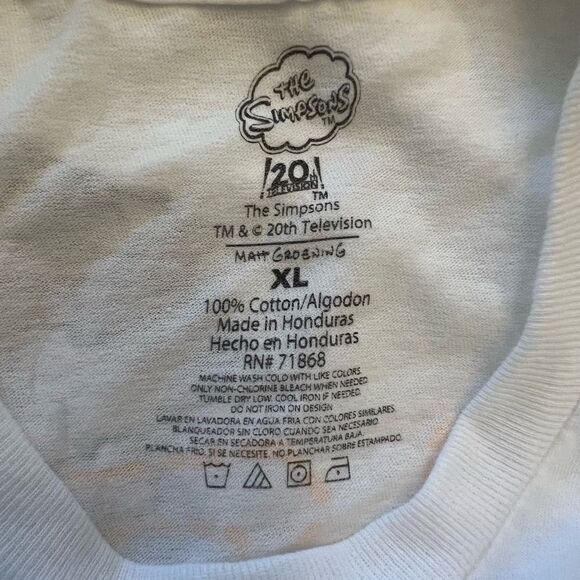 THE
SIMPSONS
TM
20
TELEVISION
TM
The Simpsons
TM & © 20th Television
MATT GROENING
XL
100% Cotton/Algodon
Made in Honduras
Hecho en Honduras
RN# 71868
MACHINE WASH COLD WITH LIKE COLORS.
ONLY NON-CHLORINE BLEACH WHEN NEEDED.
TUMBLE DRY LOW. COOL IRON IF NEEDED.
DO NOT IRON ON DESIGN
LAVAR EN LAVADORA EN AGUA FRIA CON COLORES SIMILARES.
BLANQUEADOR SIN CLORO CUANDO SEA NECESARIO
SECAR EN SECADORA A TEMPERATURA BAJA.
PLANCHA FRIO, SI SE NECESITE, NO PLANCHAR SOBRE ESTAMPADO.